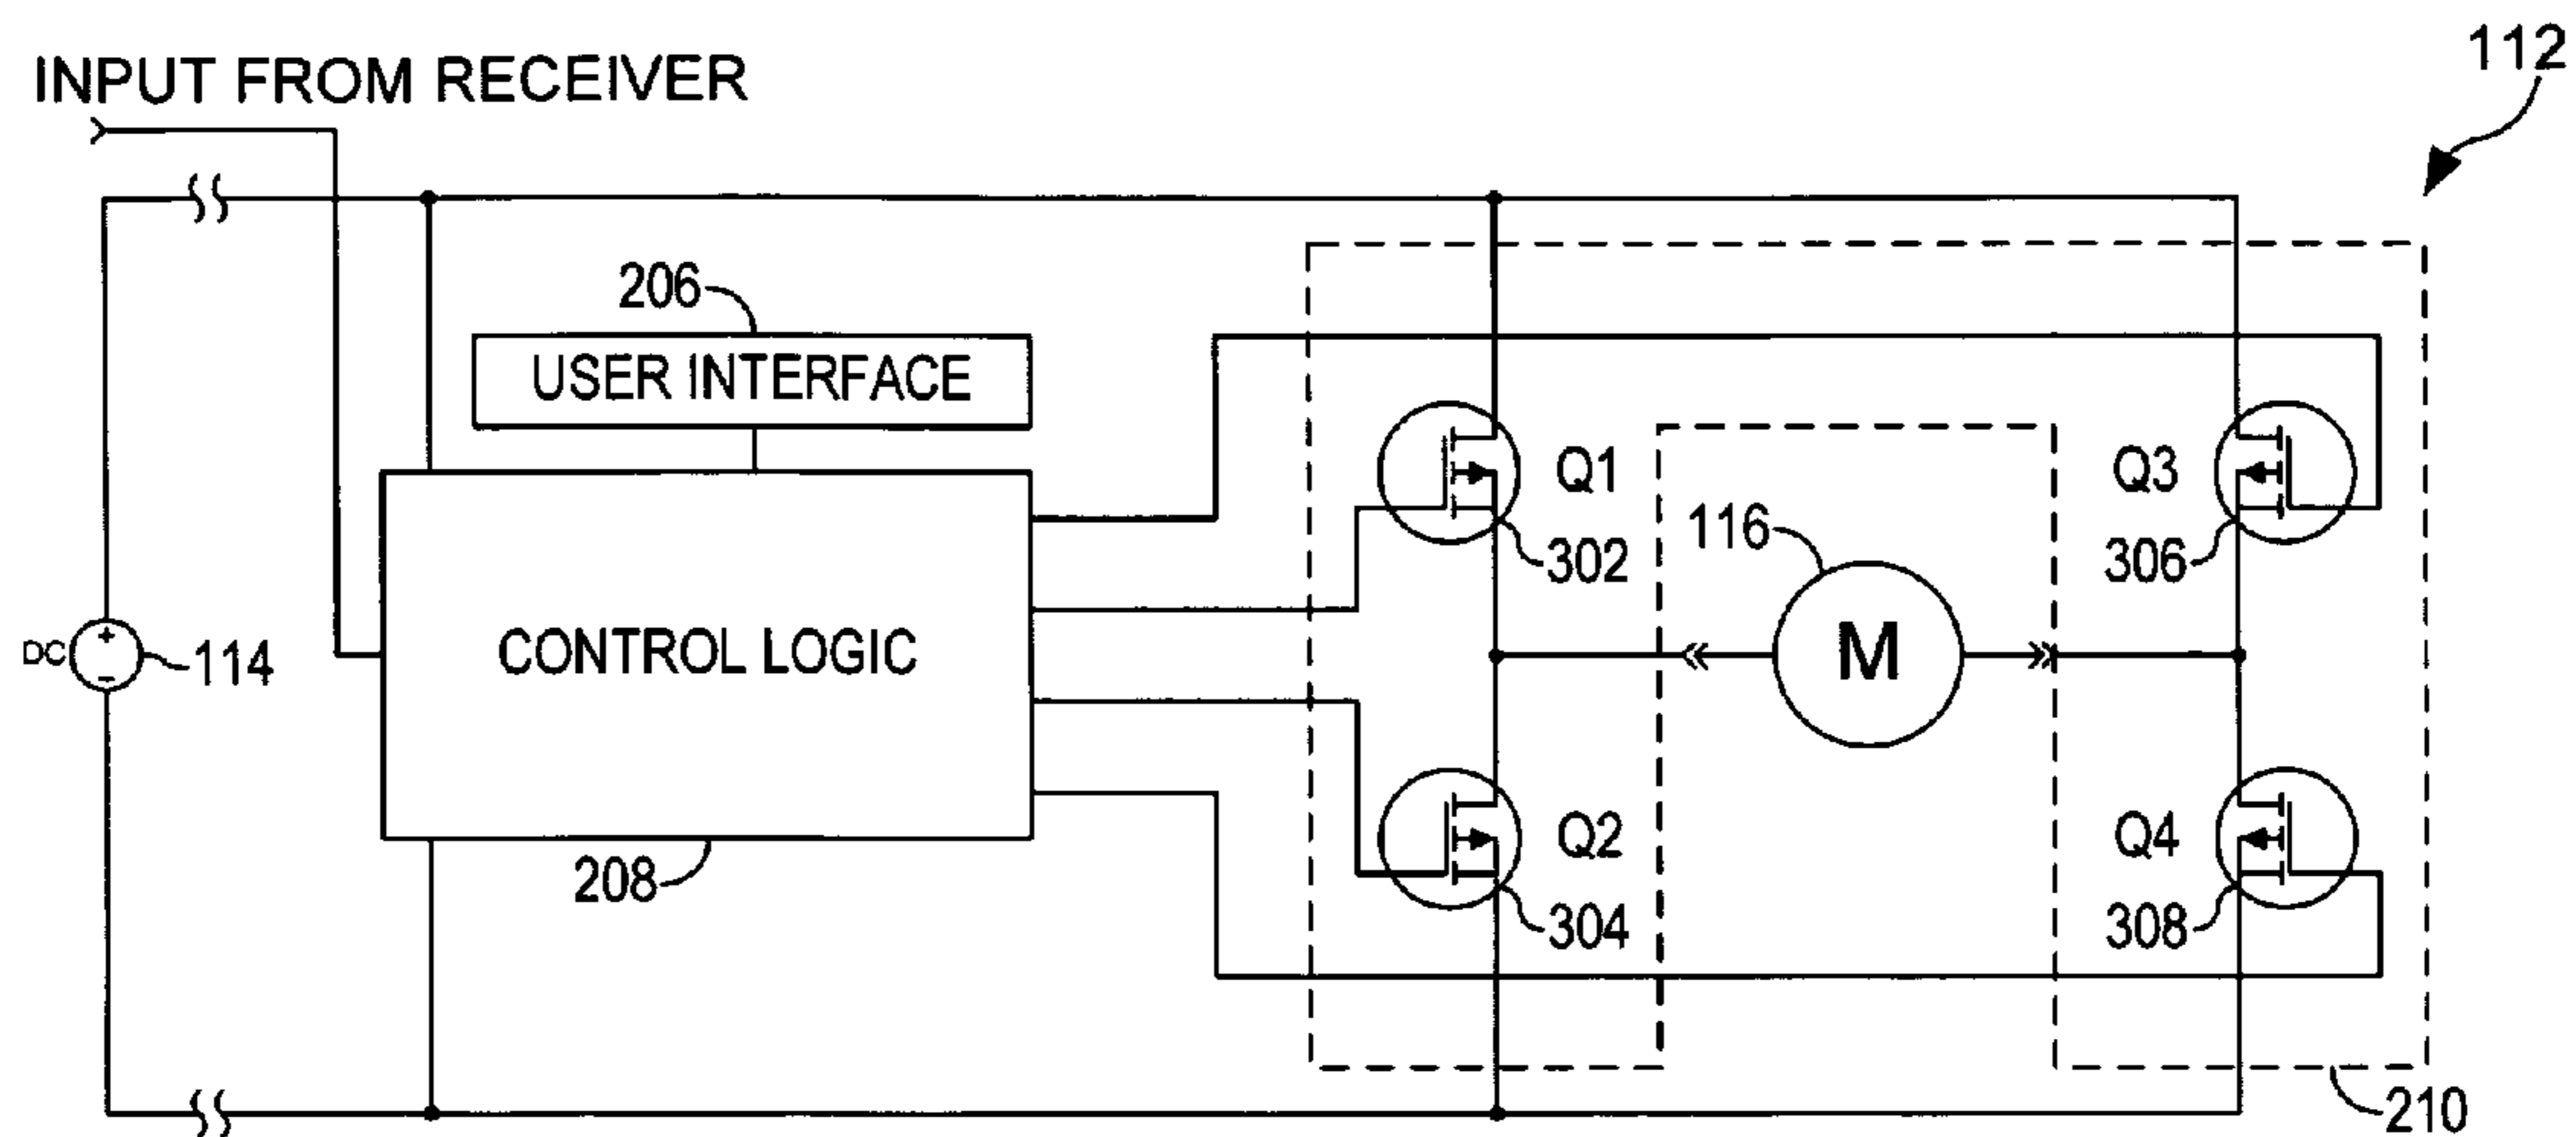 112
INPUT FROM RECEIVER
206
USER INTERFACE
Q1
Q3
116
302
306
DC
+
-
114
CONTROL LOGIC
M
Q2
Q4
208
304
308
210